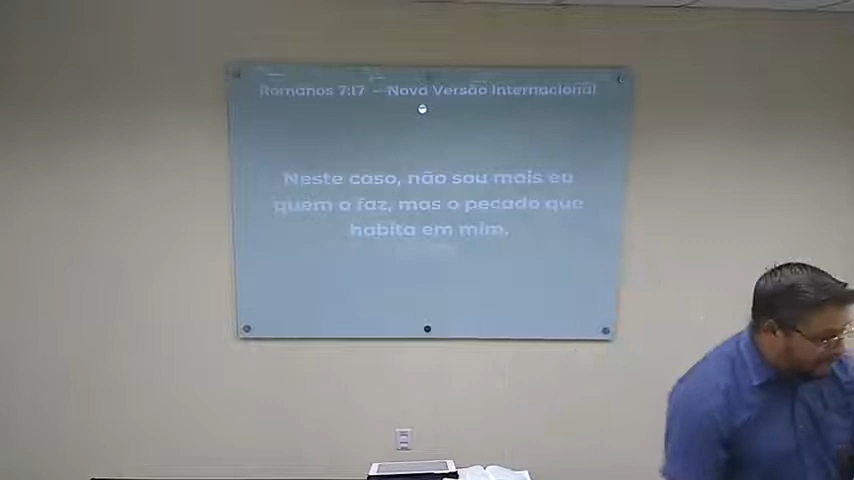 Romanos 7:17 - Nova Versão Internacional
Neste caso, não sou mais eu
quem o faz, mas o pecado que
habita em mim.